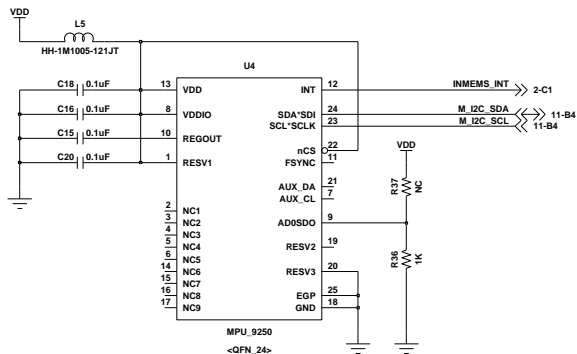 VDD
L5
HH-1M1005-121JT
U4
C18 0.1uF 13 VDD INT 12 INMEMS_INT 2-C1
C16 0.1uF 8 VDDIO SDA*SDI 24 M_I2C_SDA 11-B4
SCL*SCLK 23 M_I2C_SCL 11-B4
C15 0.1uF 10 REGOUT
nCS 22 VDD
C20 0.1uF 1 RESV1 FSYNC 11
AUX_DA 21 R37 NC
AUX_CL 7
2 NC1
3 NC2 AD0SDO 9
4 NC3
5 NC4 RESV2 19
6 NC5 R36 1K
14 NC6 RESV3 20
15 NC7
16 NC8 EGP 25
17 NC9 GND 18
MPU_9250
<QFN_24>